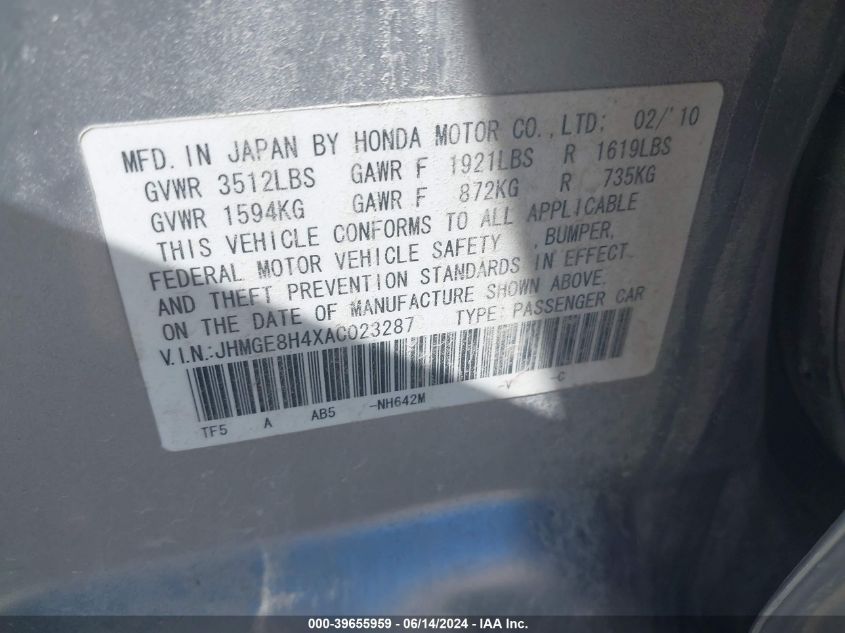 MFD. IN JAPAN BY HONDA MOTOR CO., LTD: 02/'10
GVWR 3512LBS GAWR F 1921LBS R 1619LBS
GVWR 1594KG GAWR F 872KG R 735KG
THIS VEHICLE CONFORMS TO ALL APPLICABLE
FEDERAL MOTOR VEHICLE SAFETY , BUMPER,
AND THEFT PREVENTION STANDARDS IN EFFECT
ON THE DATE OF MANUFACTURE SHOWN ABOVE.
V.I.N.:JHMGE8H4XAC023287 TYPE: PASSENGER CAR
TF5 A AB5 -NH642M -V -C
000-39655959 - 06/14/2024 - IAA Inc.